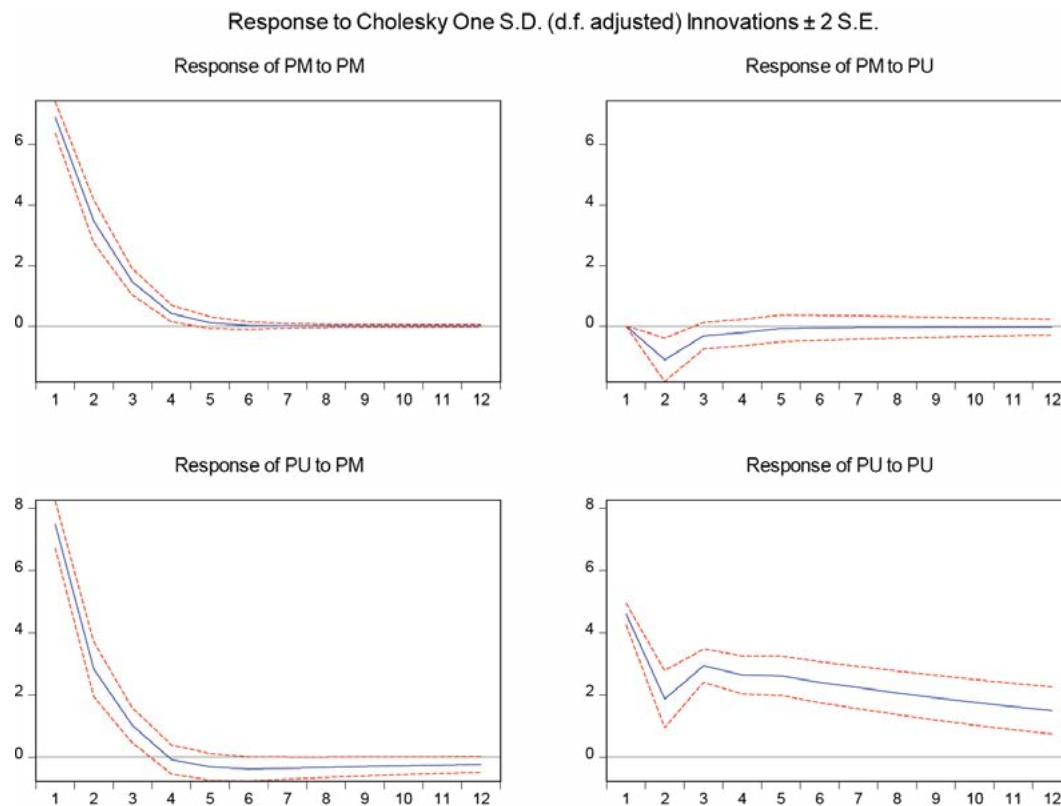 Response to Cholesky One S.D. (d.f. adjusted) Innovations ± 2 S.E.
Response of PM to PM
6
4
2
0
1 2 3 4 5 6 7 8 9 10 11 12
Response of PM to PU
6
4
2
0
1 2 3 4 5 6 7 8 9 10 11 12
Response of PU to PM
8
6
4
2
0
1 2 3 4 5 6 7 8 9 10 11 12
Response of PU to PU
8
6
4
2
0
1 2 3 4 5 6 7 8 9 10 11 12